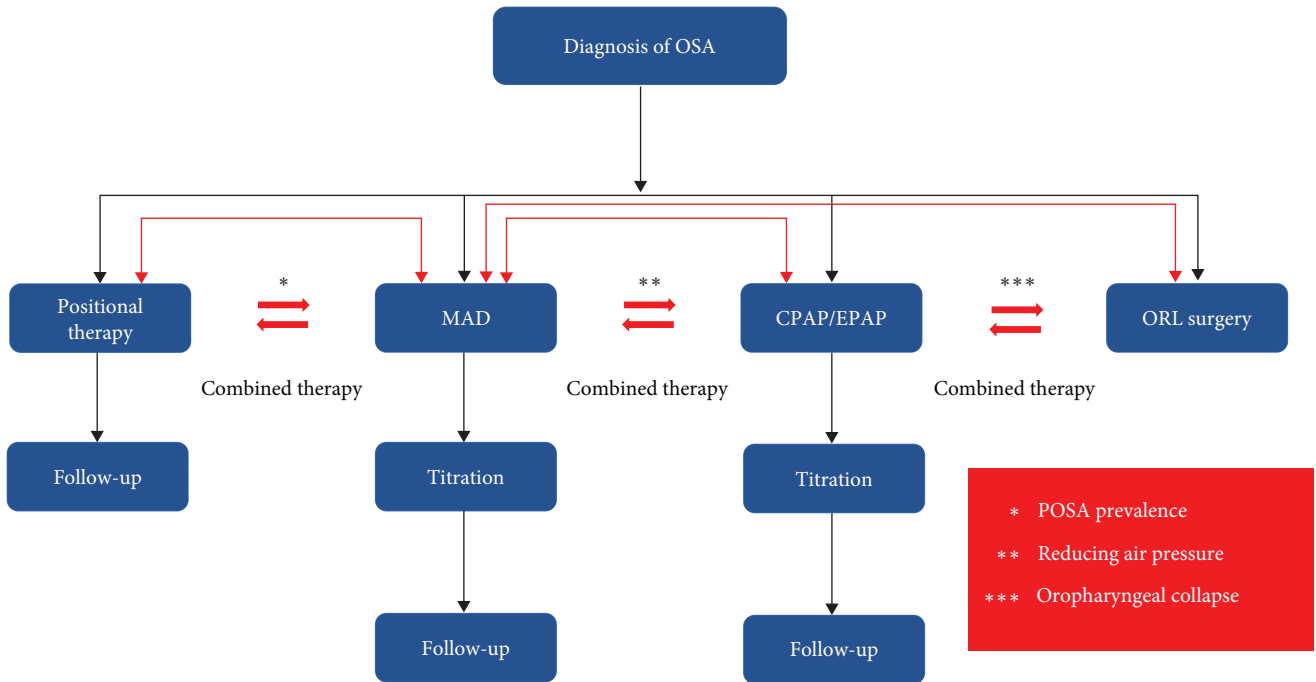 Diagnosis of OSA
*
**
***
Positional
therapy
MAD
CPAP/EPAP
ORL surgery
Combined therapy
Combined therapy
Combined therapy
Follow-up
Titration
Titration
* POSA prevalence
** Reducing air pressure
*** Oropharyngeal collapse
Follow-up
Follow-up